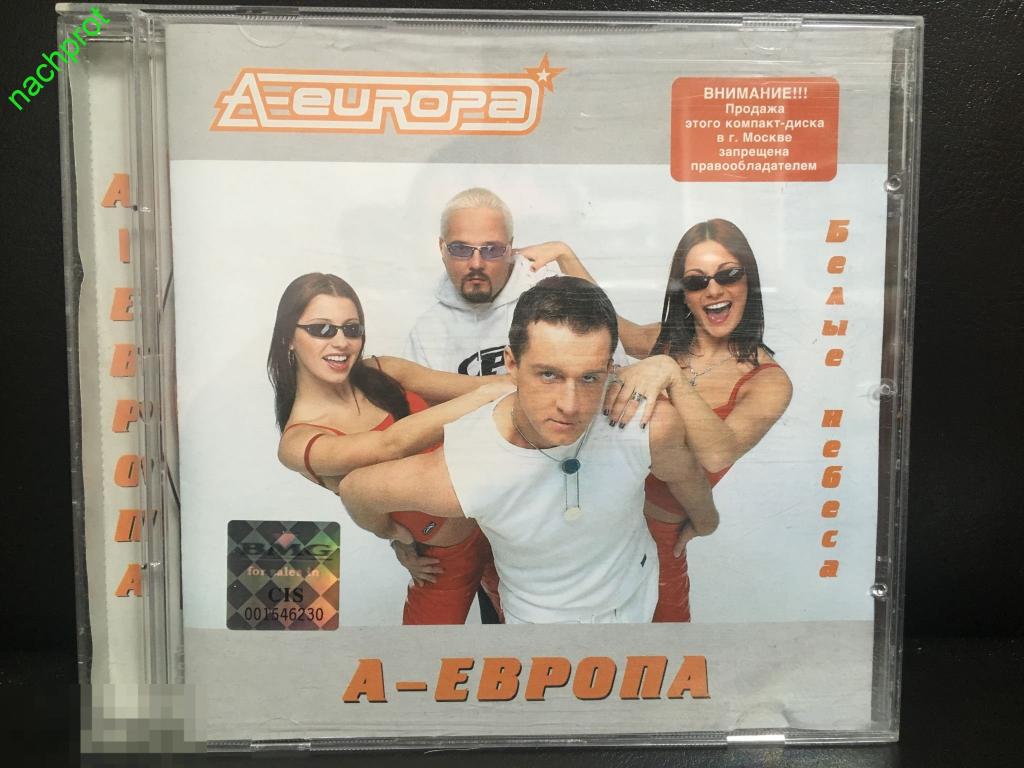 nachprot
A-euROPA
ВНИМАНИЕ!!!
Продажа
этого компакт-диска
в г. Москве
запрещена
правообладателем
Белые небеса
А-ЕВРОПА
BMG
for sales in
CIS
001546230
А-ЕВРОПА